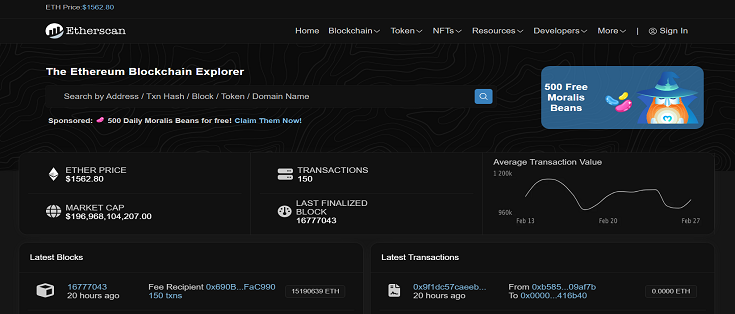 ETH Price:$1562.80
Etherscan
Home Blockchain Token NFTs Resources Developers More | Sign In
The Ethereum Blockchain Explorer
Search by Address / Txn Hash / Block / Token / Domain Name
Sponsored: 500 Daily Moralis Beans for free! Claim Them Now!
500 Free
Moralis
Beans
ETHER PRICE
$1562.80
MARKET CAP
$196,968,104,207.00
TRANSACTIONS
150
LAST FINALIZED
BLOCK
16777043
Average Transaction Value
1 200k
960k
Feb 13 Feb 20 Feb 27
Latest Blocks
16777043
20 hours ago
Fee Recipient 0x690B...FaC990
150 txns
15190639 ETH
Latest Transactions
0x9f1dc57caeeb...
20 hours ago
From 0xb585...09af7b
To 0x0000...416b40
0.0000 ETH